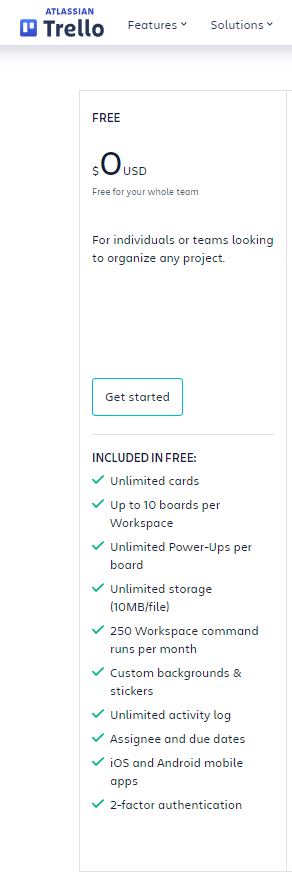 ATLASSIAN
Trello
Features
Solutions
FREE
$0 USD
Free for your whole team
For individuals or teams looking
to organize any project.
Get started
INCLUDED IN FREE:
Unlimited cards
Up to 10 boards per
Workspace
Unlimited Power-Ups per
board
Unlimited storage
(10MB/file)
250 Workspace command
runs per month
Custom backgrounds &
stickers
Unlimited activity log
Assignee and due dates
iOS and Android mobile
apps
2-factor authentication